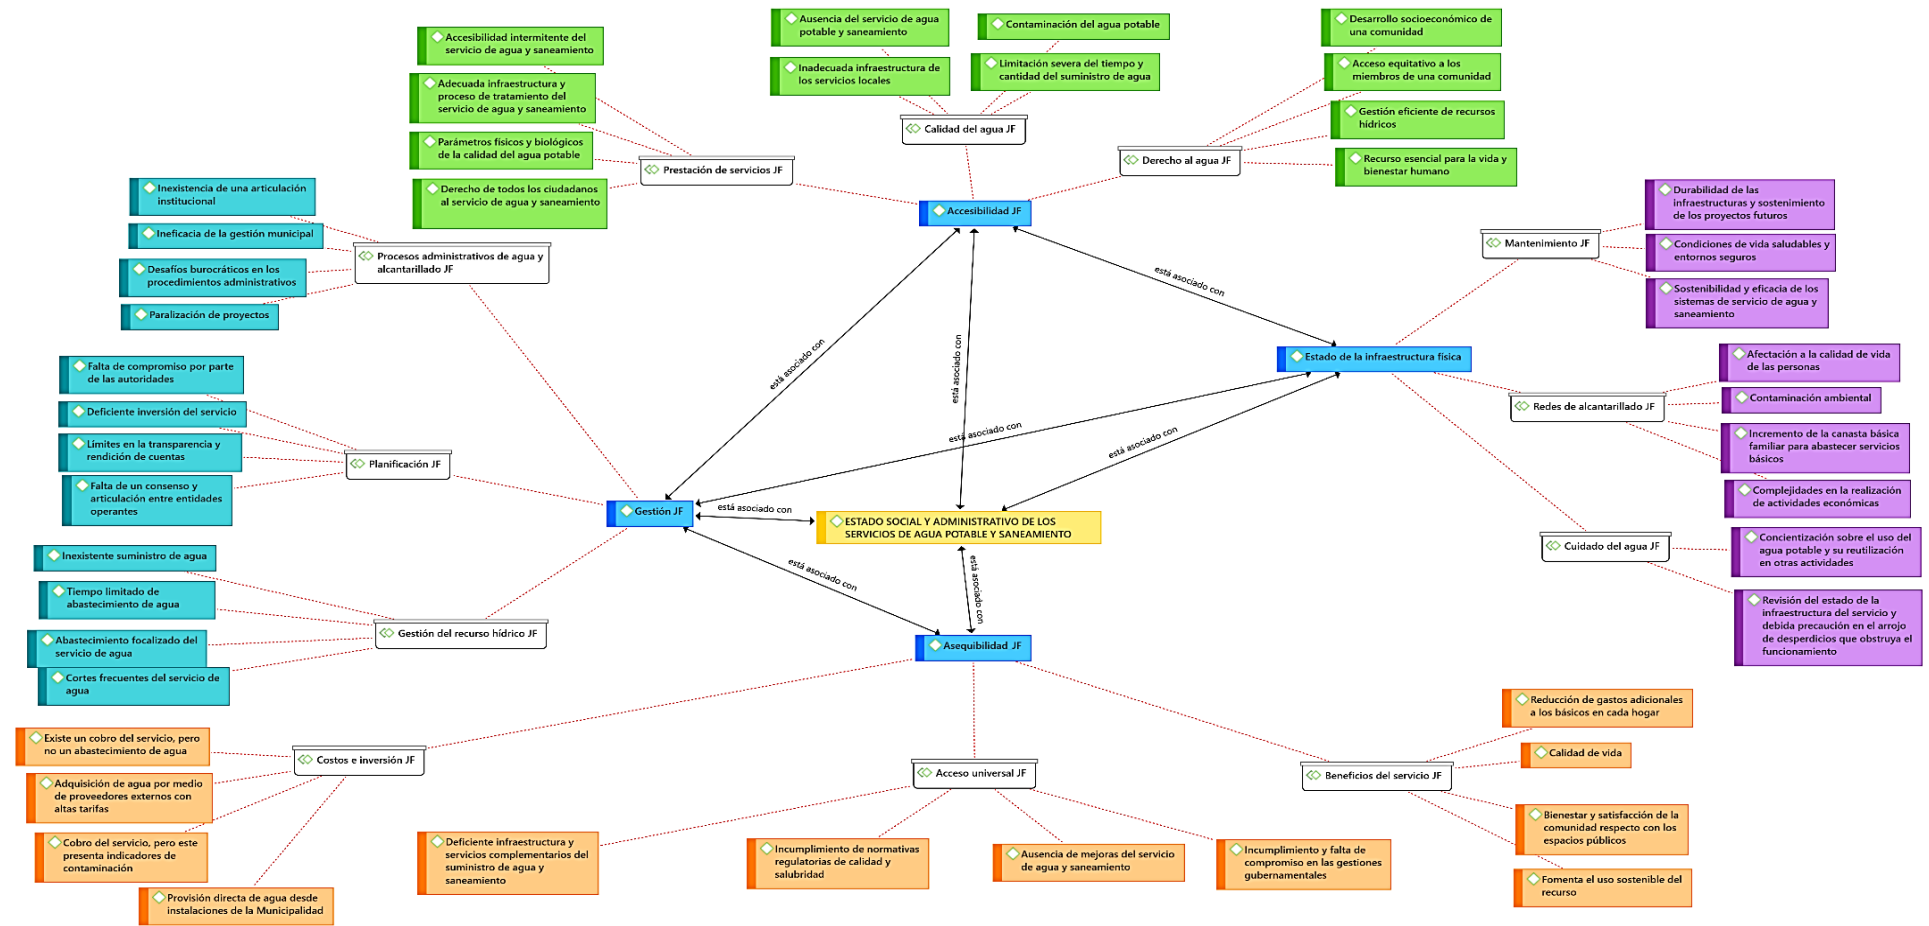 Accesibilidad intermitente del
servicio de agua y saneamiento
Adecuada infraestructura y
proceso de tratamiento del
servicio de agua y saneamiento
Parámetros físicos y biológicos
de la calidad del agua potable
Derecho de todos los ciudadanos
al servicio de agua y saneamiento
Prestación de servicios JF
Ausencia del servicio de agua
potable y saneamiento
Contaminación del agua potable
Inadecuada infraestructura de
los servicios locales
Limitación severa del tiempo y
cantidad del suministro de agua
Calidad del agua JF
Desarrollo socioeconómico de
una comunidad
Acceso equitativo a los
miembros de una comunidad
Gestión eficiente de recursos
hídricos
Recurso esencial para la vida y
bienestar humano
Derecho al agua JF
Accesibilidad JF
Inexistencia de una articulación
institucional
Ineficacia de la gestión municipal
Desafíos burocráticos en los
procedimientos administrativos
Paralización de proyectos
Procesos administrativos de agua y
alcantarillado JF
Durabilidad de las
infraestructuras y sostenimiento
de los proyectos futuros
Condiciones de vida saludables y
entornos seguros
Sostenibilidad y eficacia de los
sistemas de servicio de agua y
saneamiento
Mantenimiento JF
está asociado con
está asociado con
está asociado con
está asociado con
está asociado con
Estado de la infraestructura física
Falta de compromiso por parte
de las autoridades
Deficiente inversión del servicio
Límites en la transparencia y
rendición de cuentas
Falta de un consenso y
articulación entre entidades
operantes
Planificación JF
Afectación a la calidad de vida
de las personas
Contaminación ambiental
Incremento de la canasta básica
familiar para abastecer servicios
básicos
Complejidades en la realización
de actividades económicas
Redes de alcantarillado JF
Gestión JF
está asociado con
ESTADO SOCIAL Y ADMINISTRATIVO DE LOS
SERVICIOS DE AGUA POTABLE Y SANEAMIENTO
está asociado con
está asociado con
Cuidado del agua JF
Concientización sobre el uso del
agua potable y su reutilización
en otras actividades
Revisión del estado de la
infraestructura del servicio y
debida precaución en el arrojo
de desperdicios que obstruya el
funcionamiento
Inexistente suministro de agua
Tiempo limitado de
abastecimiento de agua
Abastecimiento focalizado del
servicio de agua
Cortes frecuentes del servicio de
agua
Gestión del recurso hídrico JF
Asequibilidad JF
Existe un cobro del servicio, pero
no un abastecimiento de agua
Adquisición de agua por medio
de proveedores externos con
altas tarifas
Cobro del servicio, pero este
presenta indicadores de
contaminación
Provisión directa de agua desde
instalaciones de la Municipalidad
Costos e inversión JF
Acceso universal JF
Deficiente infraestructura y
servicios complementarios del
suministro de agua y
saneamiento
Incumplimiento de normativas
regulatorias de calidad y
salubridad
Ausencia de mejoras del servicio
de agua y saneamiento
Incumplimiento y falta de
compromiso en las gestiones
gubernamentales
Beneficios del servicio JF
Reducción de gastos adicionales
a los básicos en cada hogar
Calidad de vida
Bienestar y satisfacción de la
comunidad respecto con los
espacios públicos
Fomenta el uso sostenible del
recurso